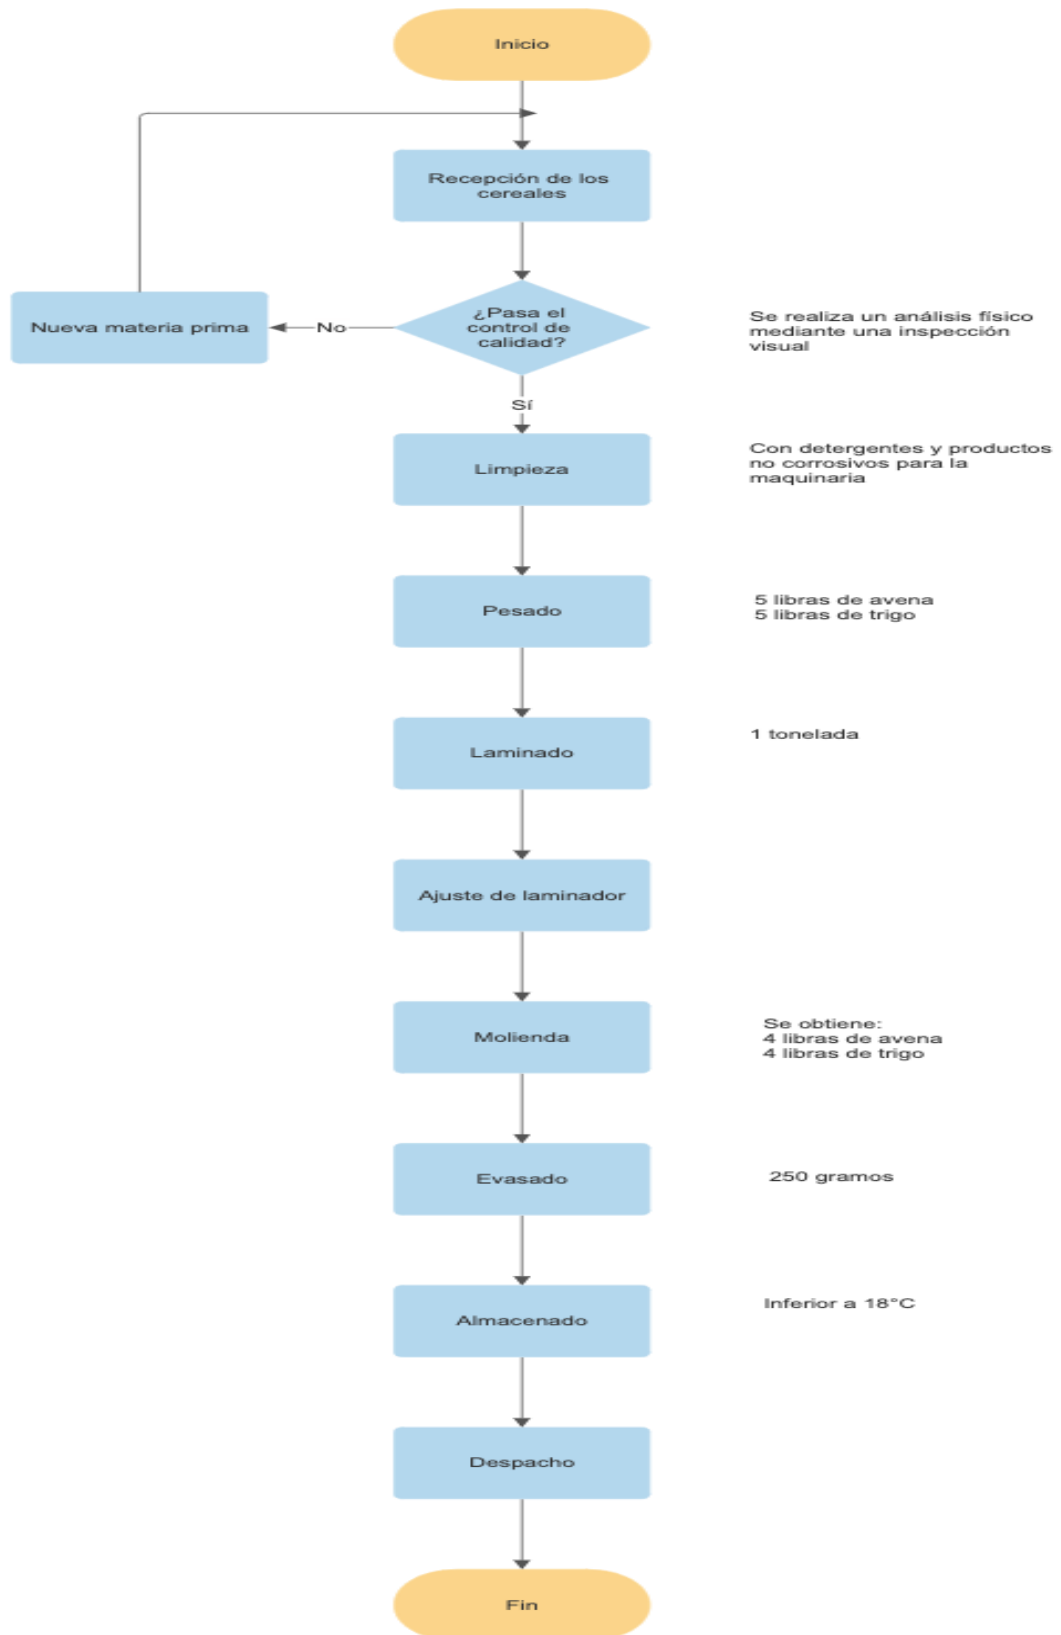 Inicio
Recepción de los
cereales
¿Pasa el
control de
calidad?
Nueva materia prima
No
Se realiza un análisis físico
mediante una inspección
visual
Sí
Limpieza
Con detergentes y productos
no corrosivos para la
maquinaria
Pesado
5 libras de avena
5 libras de trigo
Laminado
1 tonelada
Ajuste de laminador
Molienda
Se obtiene:
4 libras de avena
4 libras de trigo
Evasado
250 gramos
Almacenado
Inferior a 18°C
Despacho
Fin